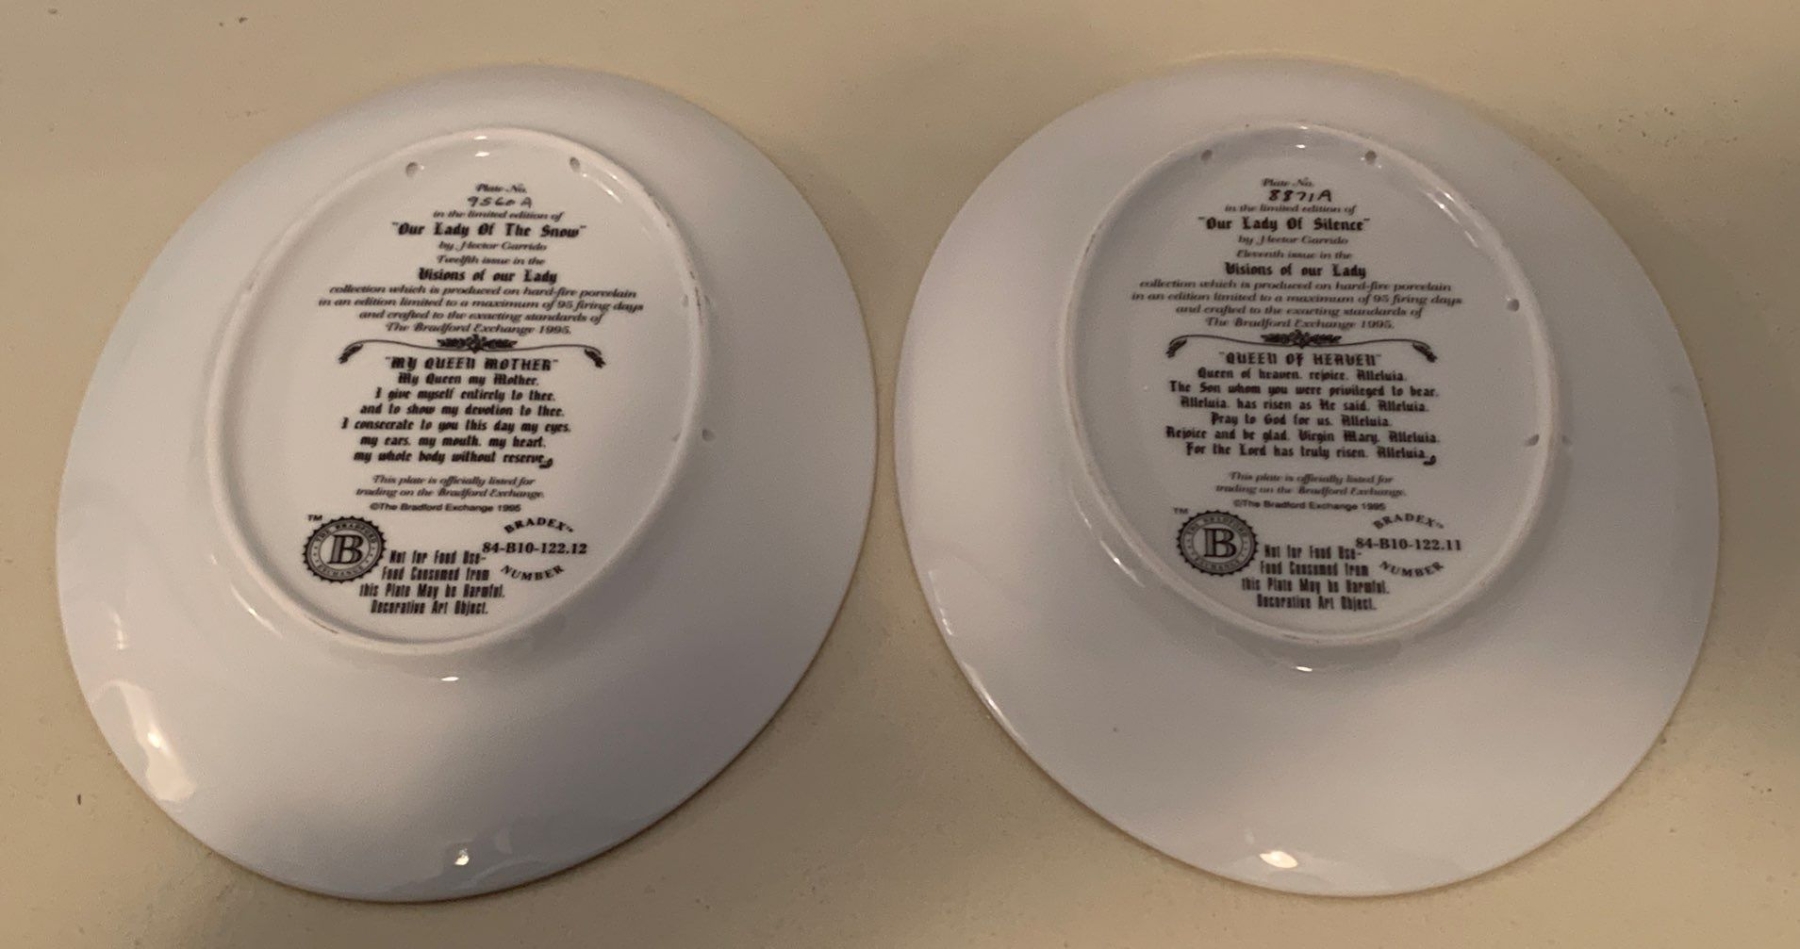 Plate No.
9560 A
in the limited edition of
"Our Lady Of The Snow"
by Hector Garrido
Twelfth issue in the
Visions of our Lady
collection which is produced on hard-fire porcelain
in an edition limited to a maximum of 95 firing days
and crafted to the exacting standards of
The Bradford Exchange 1995.
"MY QUEEN MOTHER"
My Queen my Mother.
I give myself entirely to thee.
and to show my devotion to thee.
I consecrate to you this day my eyes.
my ears. my mouth. my heart.
my whole body without reserve.
This plate is officially listed for
trading on the Bradford Exchange.
©The Bradford Exchange 1995
TM
THE BRADFORD EXCHANGE
B
BRADEX™
84-B10-122.12
NUMBER
Not for Food Use-
Food Consumed from
this Plate May be Harmful.
Decorative Art Object.
Plate No.
8871A
in the limited edition of
"Our Lady Of Silence"
by Hector Garrido
Eleventh issue in the
Visions of our Lady
collection which is produced on hard-fire porcelain
in an edition limited to a maximum of 95 firing days
and crafted to the exacting standards of
The Bradford Exchange 1995.
"QUEEN OF HEAVEN"
Queen of heaven. rejoice. Alleluia.
The Son whom you were privileged to bear.
Alleluia. has risen as He said. Alleluia.
Pray to God for us. Alleluia.
Rejoice and be glad. Virgin Mary. Alleluia.
For the Lord has truly risen. Alleluia.
This plate is officially listed for
trading on the Bradford Exchange.
©The Bradford Exchange 1995
TM
THE BRADFORD EXCHANGE
B
BRADEX™
84-B10-122.11
NUMBER
Not for Food Use-
Food Consumed from
this Plate May be Harmful.
Decorative Art Object.